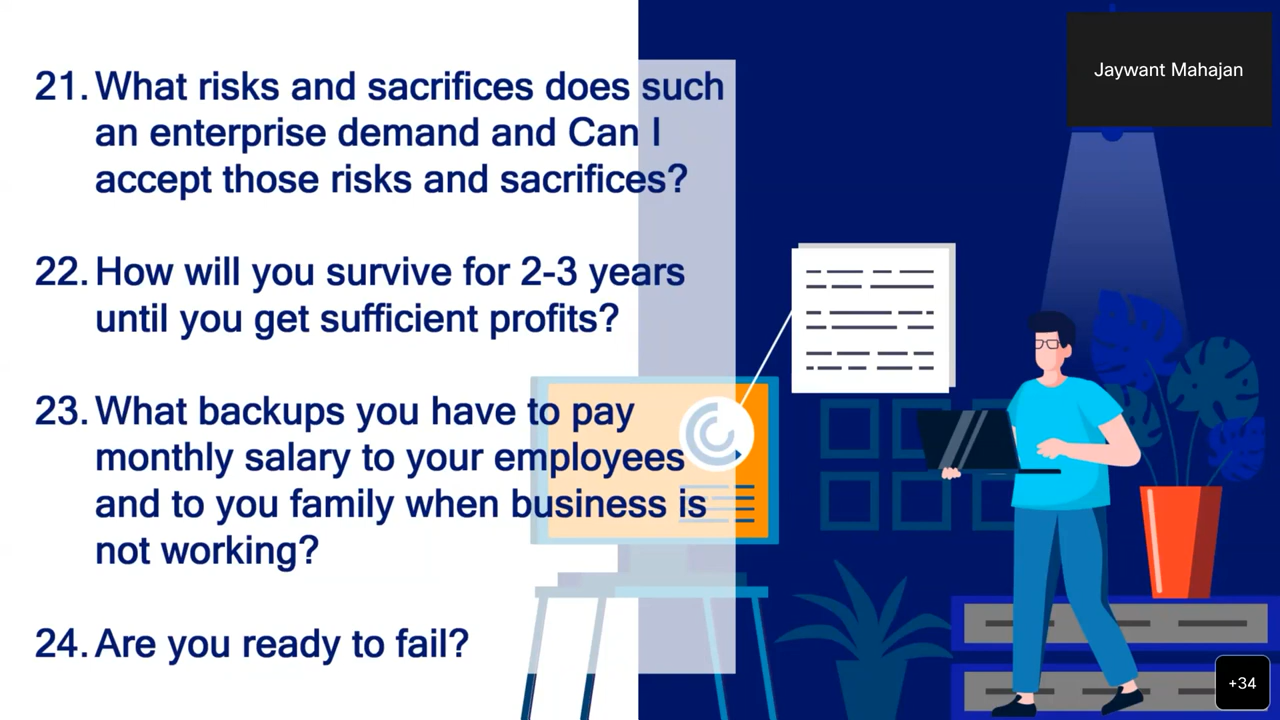 21. What risks and sacrifices does such
an enterprise demand and Can I
accept those risks and sacrifices?
22. How will you survive for 2-3 years
until you get sufficient profits?
23. What backups you have to pay
monthly salary to your employees
and to you family when business is
not working?
24. Are you ready to fail?
Jaywant Mahajan
+34